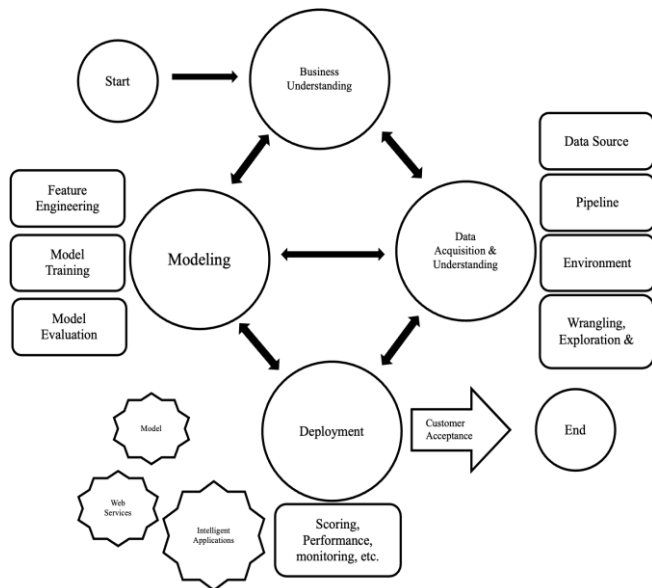 Start
Business
Understanding
Data Source
Feature
Engineering
Pipeline
Modeling
Data
Acquisition &
Understanding
Model
Training
Environment
Model
Evaluation
Wrangling,
Exploration &
Model
Deployment
Customer
Acceptance
End
Web
Services
Intelligent
Applications
Scoring,
Performance,
monitoring, etc.